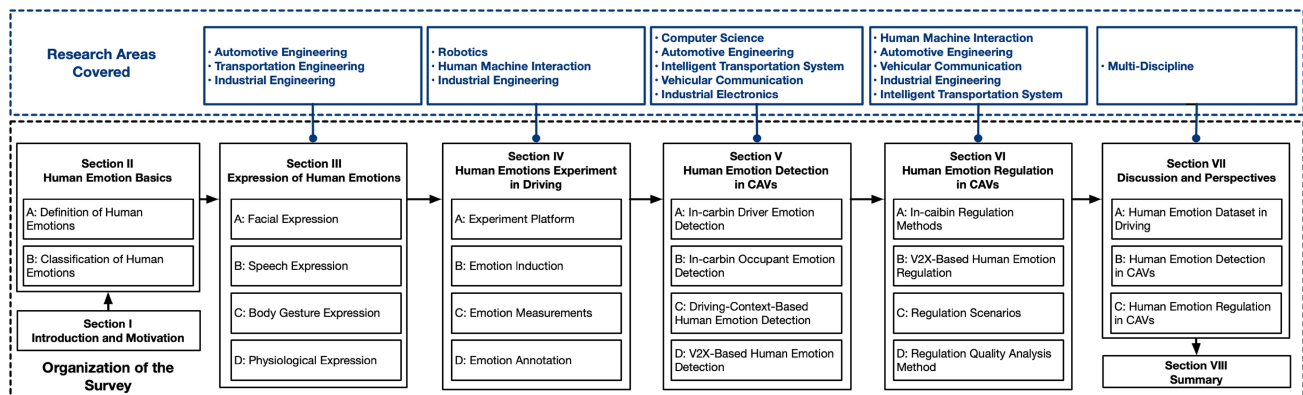 Research Areas
Covered
· Automotive Engineering
· Transportation Engineering
· Industrial Engineering
· Robotics
· Human Machine Interaction
· Industrial Engineering
· Computer Science
· Automotive Engineering
· Intelligent Transportation System
· Vehicular Communication
· Industrial Electronics
· Human Machine Interaction
· Automotive Engineering
· Vehicular Communication
· Industrial Engineering
· Intelligent Transportation System
· Multi-Discipline
Section II
Human Emotion Basics
A: Definition of Human
Emotions
B: Classification of Human
Emotions
Section I
Introduction and Motivation
Organization of the
Survey
Section III
Expression of Human Emotions
A: Facial Expression
B: Speech Expression
C: Body Gesture Expression
D: Physiological Expression
Section IV
Human Emotions Experiment
in Driving
A: Experiment Platform
B: Emotion Induction
C: Emotion Measurements
D: Emotion Annotation
Section V
Human Emotion Detection
in CAVs
A: In-carbin Driver Emotion
Detection
B: In-carbin Occupant Emotion
Detection
C: Driving-Context-Based
Human Emotion Detection
D: V2X-Based Human Emotion
Detection
Section VI
Human Emotion Regulation
in CAVs
A: In-caibin Regulation
Methods
B: V2X-Based Human Emotion
Regulation
C: Regulation Scenarios
D: Regulation Quality Analysis
Method
Section VII
Discussion and Perspectives
A: Human Emotion Dataset in
Driving
B: Human Emotion Detection
in CAVs
C: Human Emotion Regulation
in CAVs
Section VIII
Summary